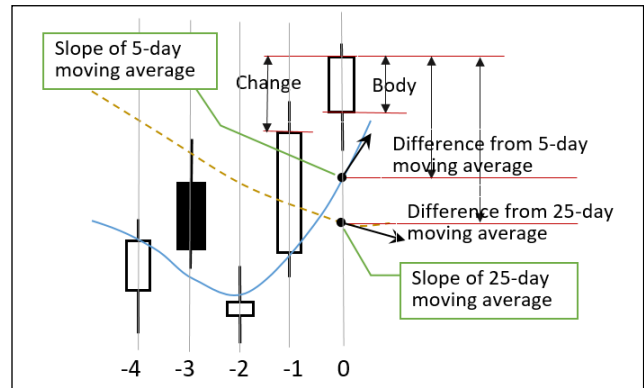 Slope of 5-day
moving average
Change
Body
Difference from 5-day
moving average
Difference from 25-day
moving average
Slope of 25-day
moving average
-4 -3 -2 -1 0